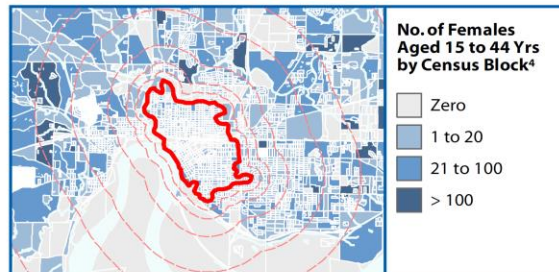 No. of Females
Aged 15 to 44 Yrs
by Census Block⁴
Zero
1 to 20
21 to 100
> 100